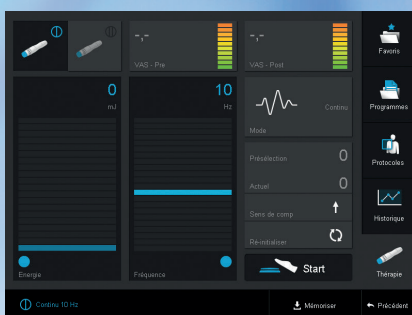 -,-
VAS - Pre
-,-
VAS - Post
Favoris
0
mJ
10
Hz
Continu
Mode
Programmes
Présélection
0
Actuel
0
Sens de comp
Ré-initialiser
Protocoles
Historique
Energie
Fréquence
Start
Thérapie
Continu 10 Hz
Mémoriser
Précédent